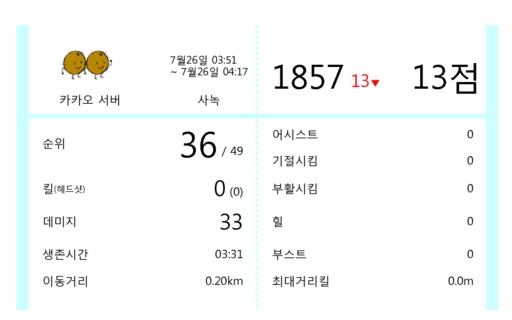 7월26일 03:51
~ 7월26일 04:17
카카오 서버
사녹
1857 13▼
13점
순위
36 / 49
킬(헤드샷)
0 (0)
데미지
33
생존시간
03:31
이동거리
0.20km
어시스트
0
기절시킴
0
부활시킴
0
힐
0
부스트
0
최대거리킬
0.0m